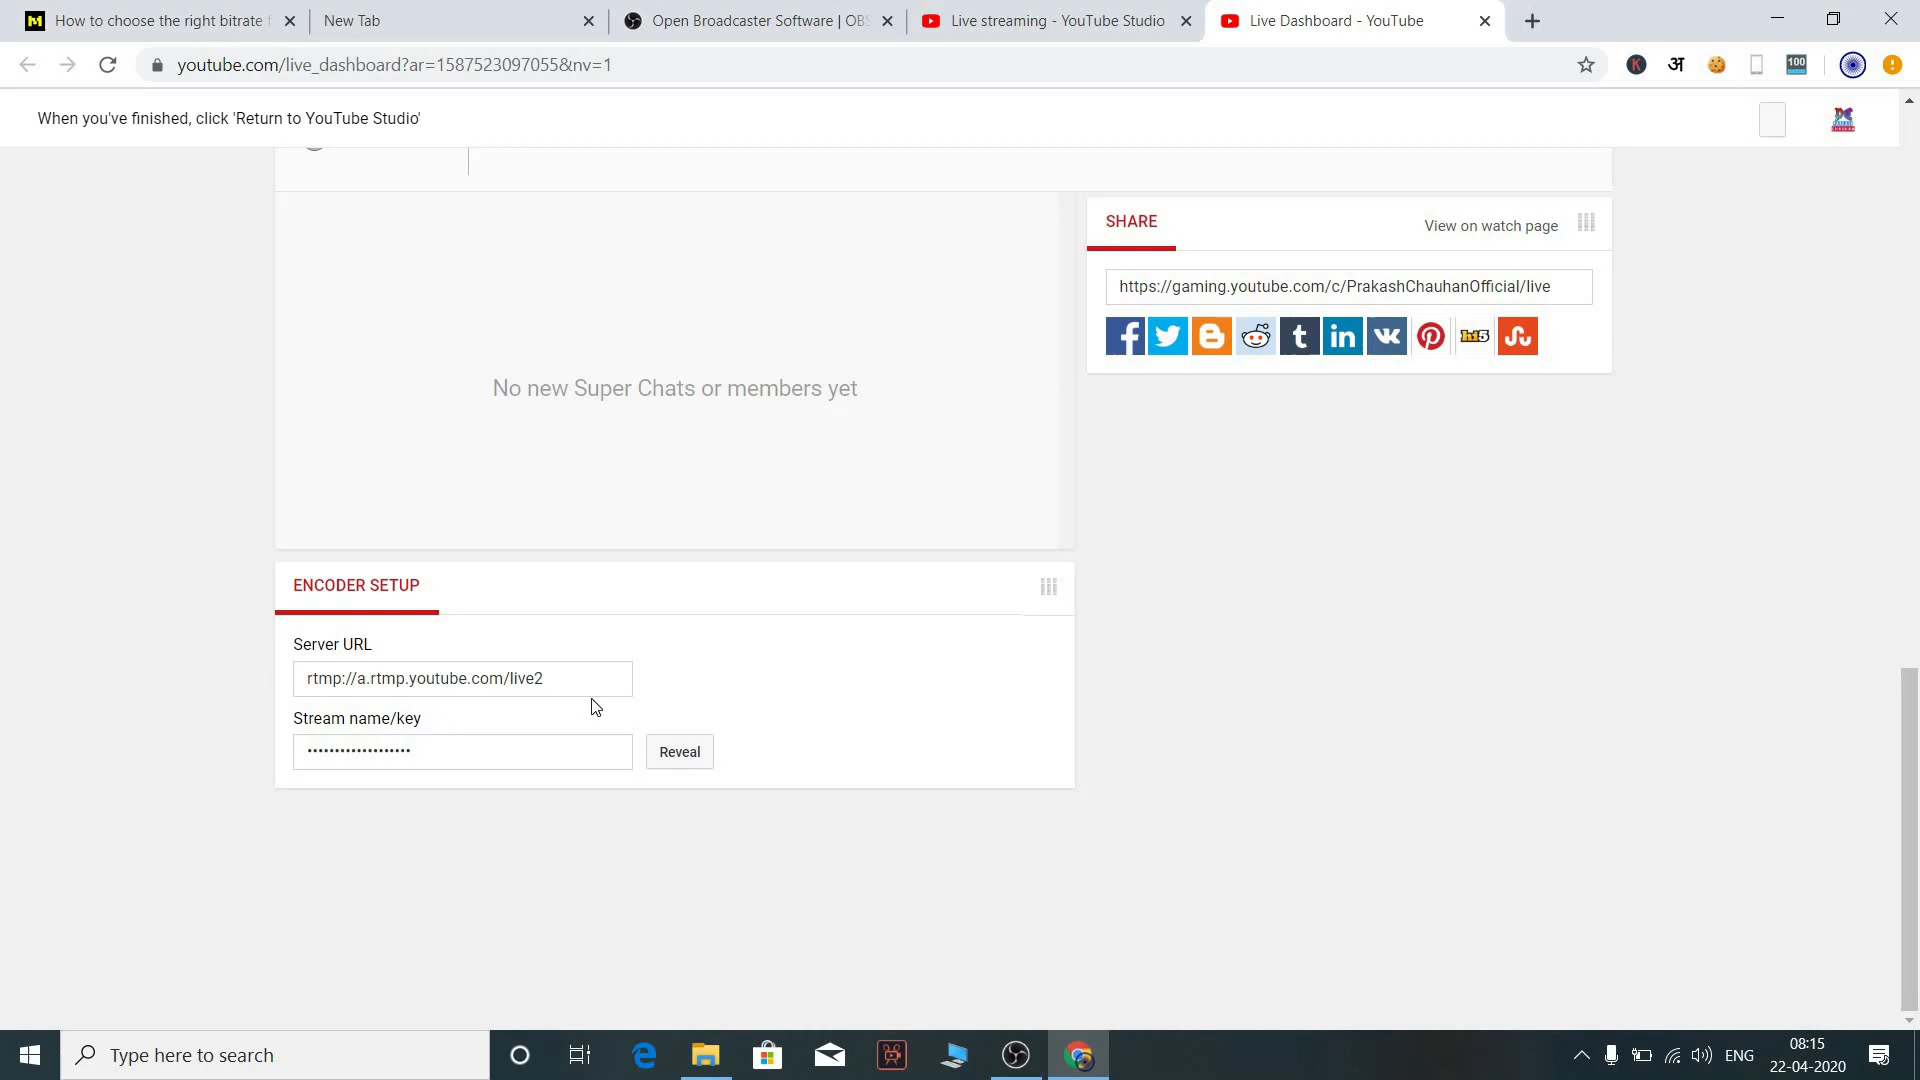 How to choose the right bitrate f
New Tab
Open Broadcaster Software | OBS
Live streaming - YouTube Studio
Live Dashboard - YouTube
youtube.com/live_dashboard?ar=1587523097055&nv=1
K
अ
100
When you've finished, click 'Return to YouTube Studio'
SHARE
View on watch page
https://gaming.youtube.com/c/PrakashChauhanOfficial/live
hi5
No new Super Chats or members yet
ENCODER SETUP
Server URL
rtmp://a.rtmp.youtube.com/live2
Stream name/key
•••••••••••••••••••
Reveal
Type here to search
ENG
08:15
22-04-2020